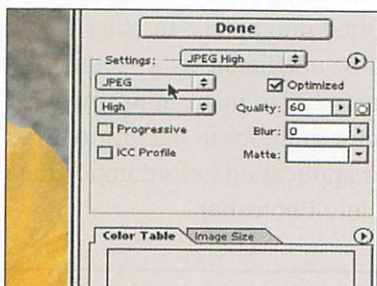 Done
Settings: JPEG High
JPEG
Optimized
High
Quality: 60
Progressive
Blur: 0
ICC Profile
Matte:
Color Table
Image Size